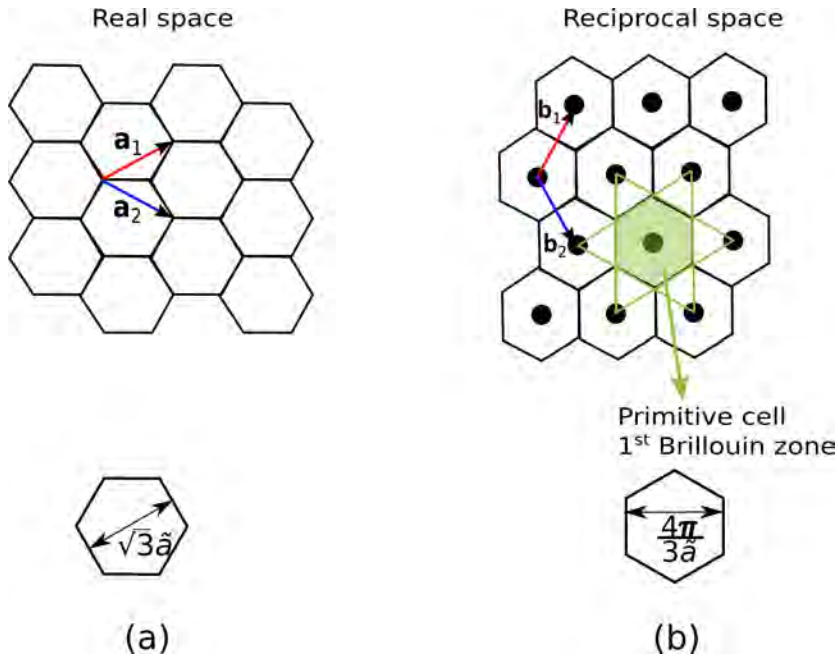 Real space
Reciprocal space
a₁
a₂
b₁
b₂
Primitive cell
1ˢᵗ Brillouin zone
√3ã
4π
3ã
(a)
(b)